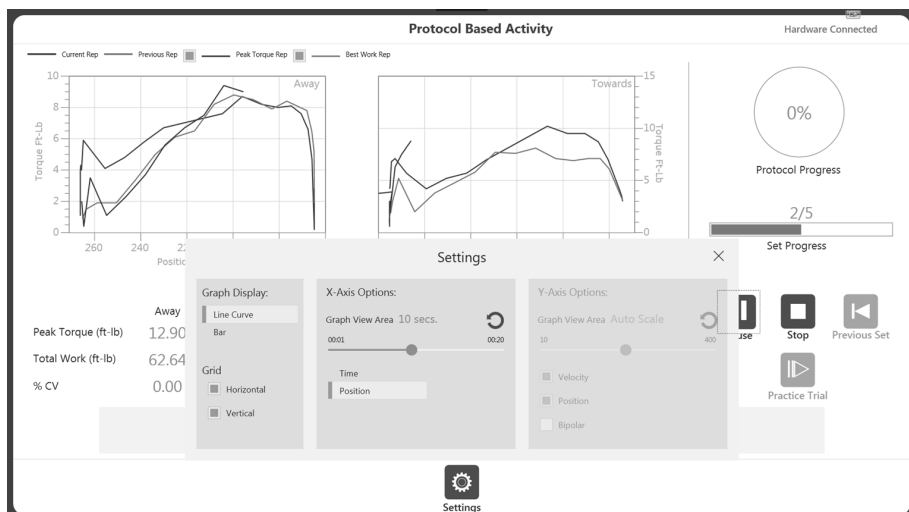 Protocol Based Activity
Hardware Connected
Current Rep Previous Rep Peak Torque Rep Best Work Rep
Away
Towards
Torque Ft-Lb
10
8
6
4
2
0
260 240
15
10
5
0
Torque Ft-Lb
0%
Protocol Progress
2/5
Set Progress
Settings
Graph Display:
Line Curve
Bar
Grid
Horizontal
Vertical
X-Axis Options:
Graph View Area 10 secs.
00:01 00:20
Time
Position
Y-Axis Options:
Graph View Area Auto Scale
10 400
Velocity
Position
Bipolar
Away
Peak Torque (ft-lb) 12.90
Total Work (ft-lb) 62.64
% CV 0.00
Stop
Previous Set
Practice Trial
Settings